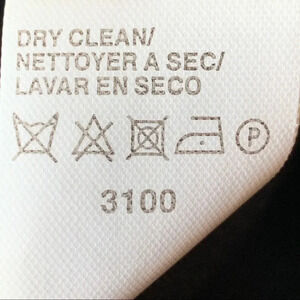 DRY CLEAN/
NETTOYER A SEC/
LAVAR EN SECO
P
3100